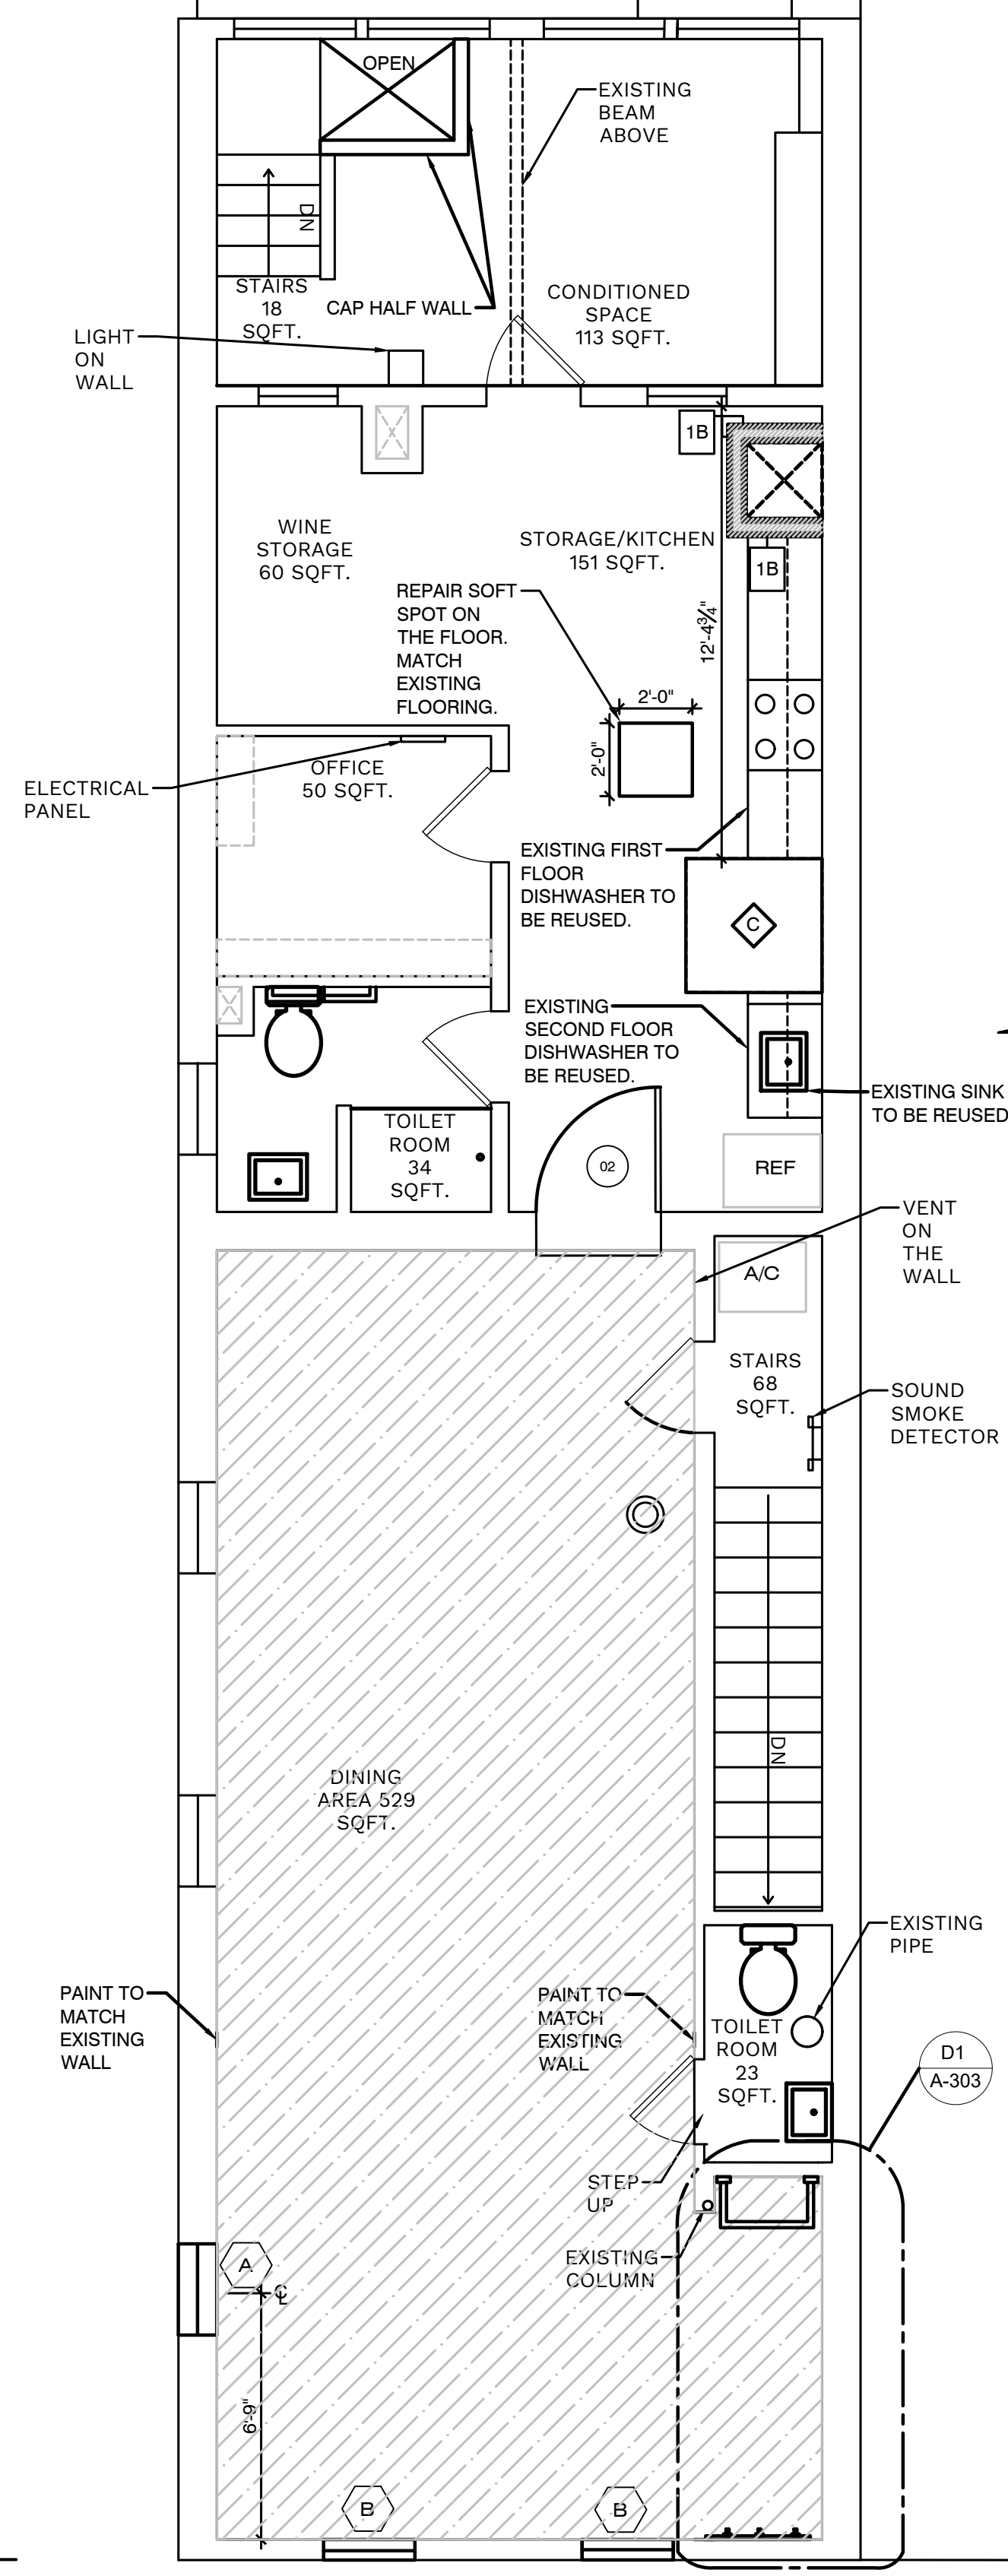 OPEN
EXISTING
BEAM
ABOVE
DN
STAIRS
18
SQFT.
CAP HALF WALL
CONDITIONED
SPACE
113 SQFT.
LIGHT
ON
WALL
1B
WINE
STORAGE
60 SQFT.
STORAGE/KITCHEN
151 SQFT.
1B
REPAIR SOFT
SPOT ON
THE FLOOR.
MATCH
EXISTING
FLOORING.
12'-4¾"
2'-0"
2'-0"
OFFICE
50 SQFT.
ELECTRICAL
PANEL
EXISTING FIRST
FLOOR
DISHWASHER TO
BE REUSED.
C
EXISTING
SECOND FLOOR
DISHWASHER TO
BE REUSED.
EXISTING SINK
TO BE REUSED
TOILET
ROOM
34
SQFT.
02
REF
VENT
ON
THE
WALL
A/C
STAIRS
68
SQFT.
SOUND
SMOKE
DETECTOR
DN
DINING
AREA 529
SQFT.
EXISTING
PIPE
PAINT TO
MATCH
EXISTING
WALL
PAINT TO
MATCH
EXISTING
WALL
TOILET
ROOM
23
SQFT.
D1
A-303
STEP
UP
EXISTING
COLUMN
A
℄
6'-9"
B
B